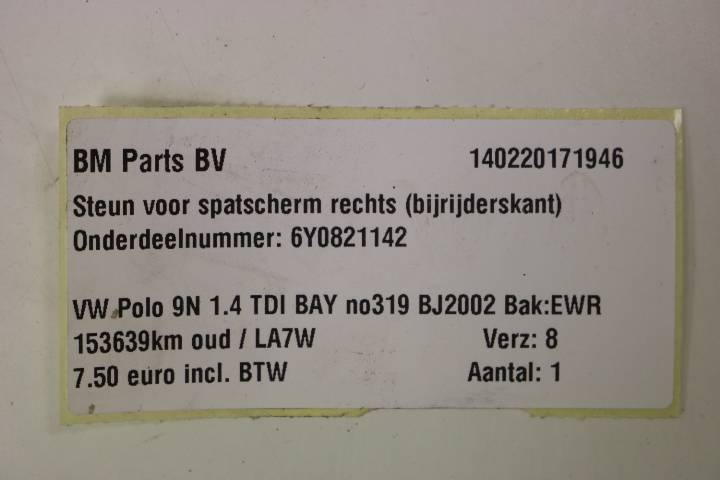 BM Parts BV 140220171946
Steun voor spatscherm rechts (bijrijderskant)
Onderdeelnummer: 6Y0821142
VW Polo 9N 1.4 TDI BAY no319 BJ2002 Bak:EWR
153639km oud / LA7W Verz: 8
7.50 euro incl. BTW Aantal: 1